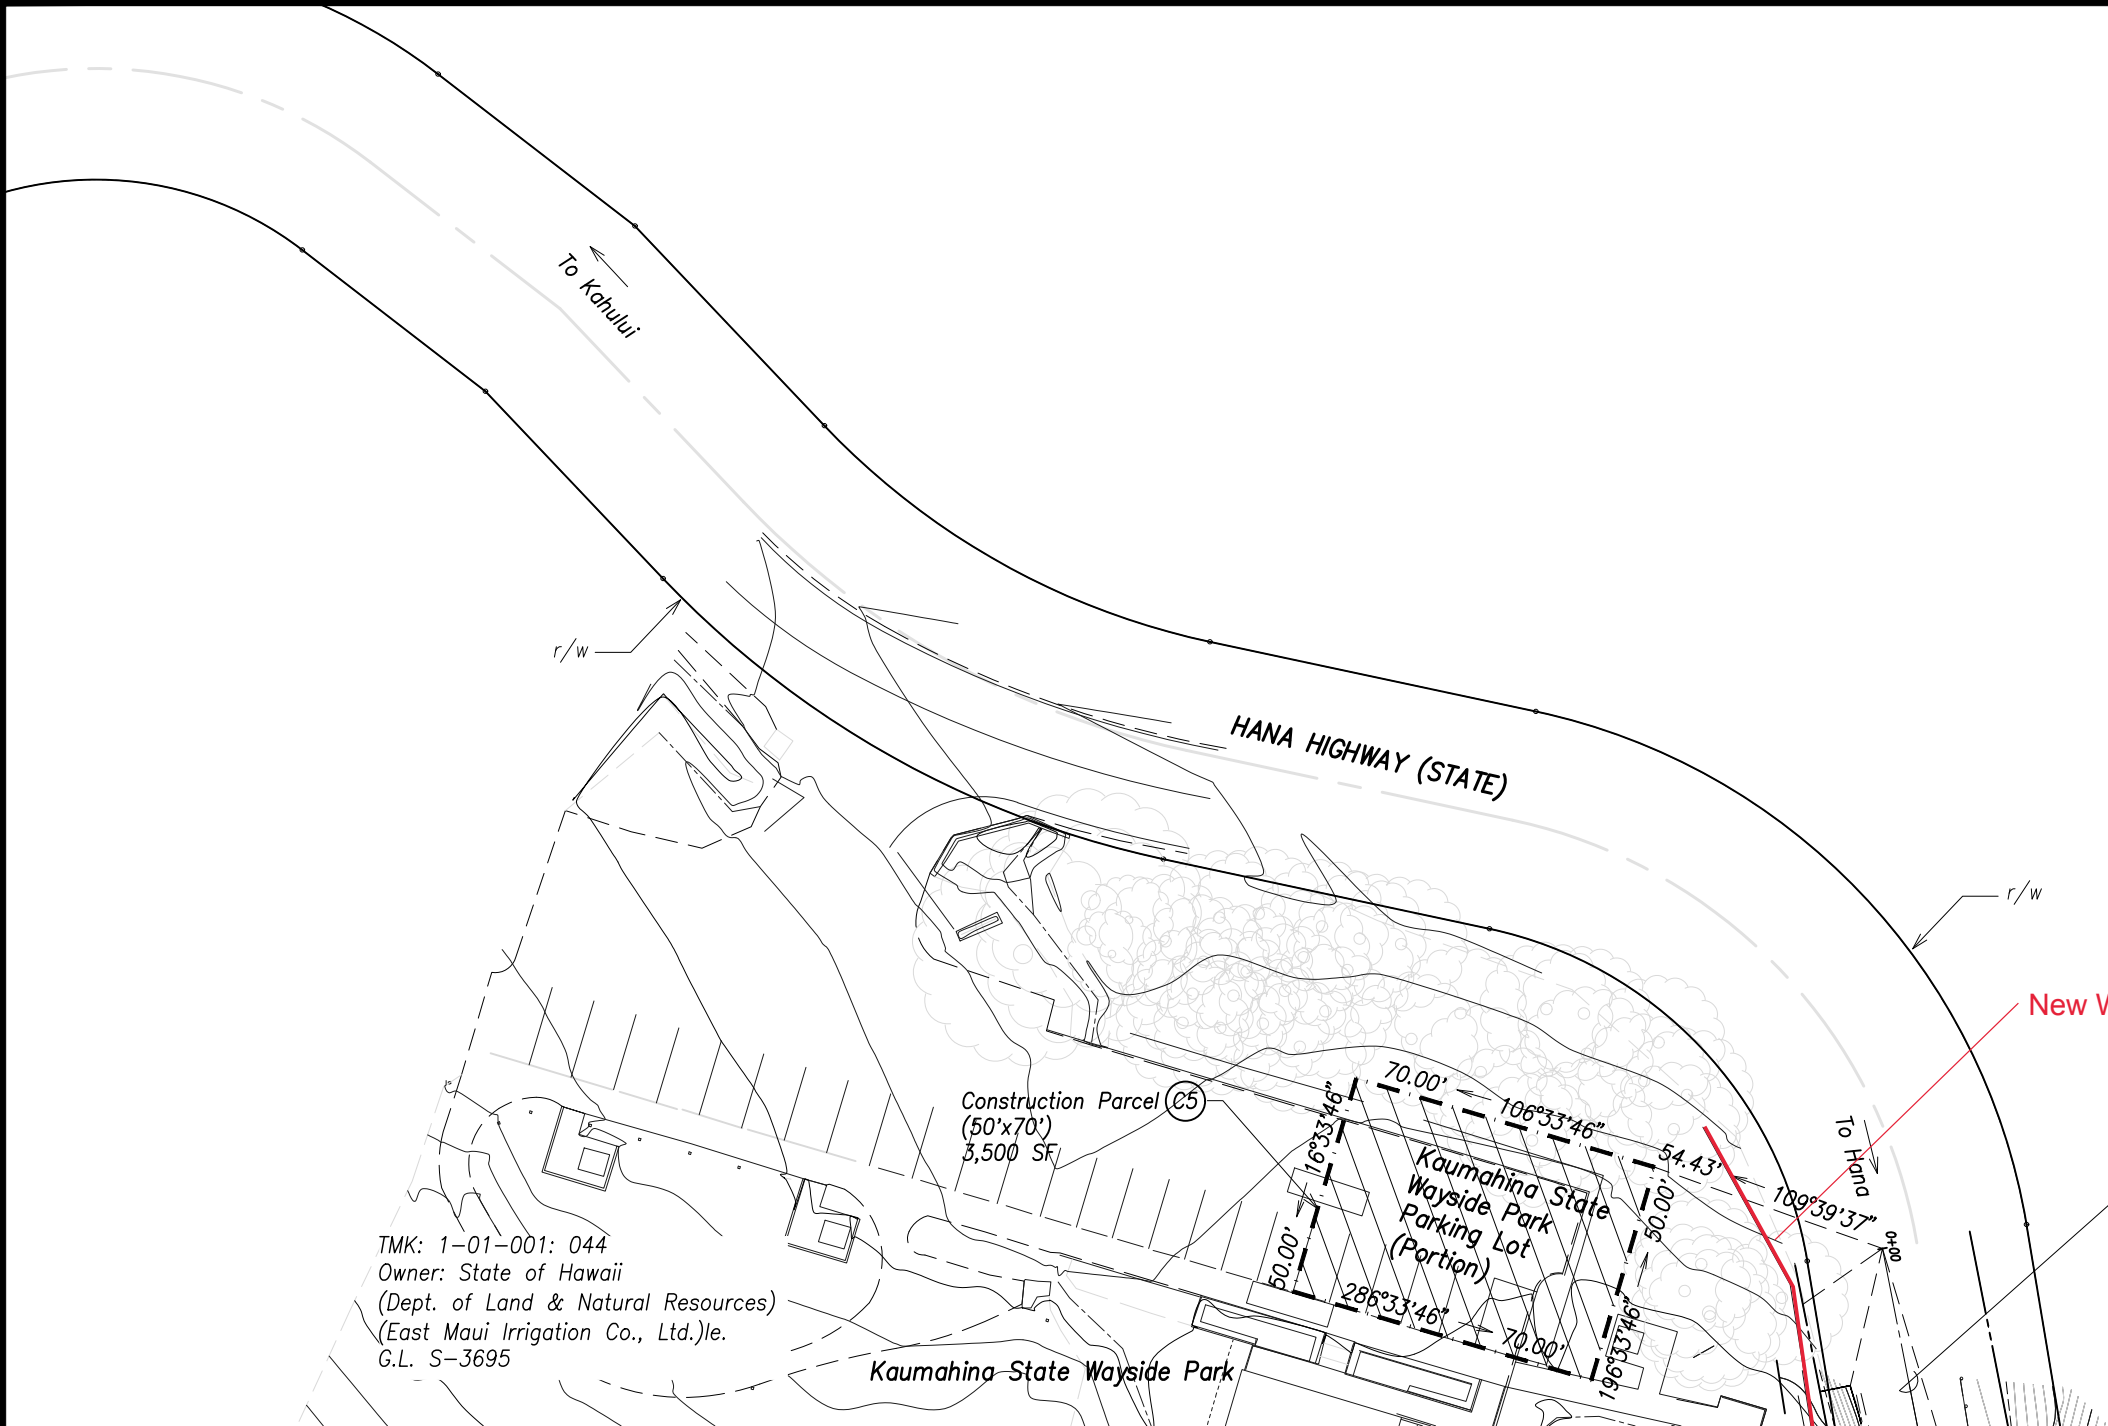 To Kahului
r/w
HANA HIGHWAY (STATE)
r/w
New W
Construction Parcel C5
(50'x70')
3,500 SF
70.00'
106°33'46"
16°33'46"
50.00'
Kaumahina State
Wayside Park
Parking Lot
(Portion)
286°33'46"
70.00'
50.00'
196°33'46"
54.43'
109°39'37"
To Hana
0+00
TMK: 1-01-001: 044
Owner: State of Hawaii
(Dept. of Land & Natural Resources)
(East Maui Irrigation Co., Ltd.)le.
G.L. S-3695
Kaumahina State Wayside Park